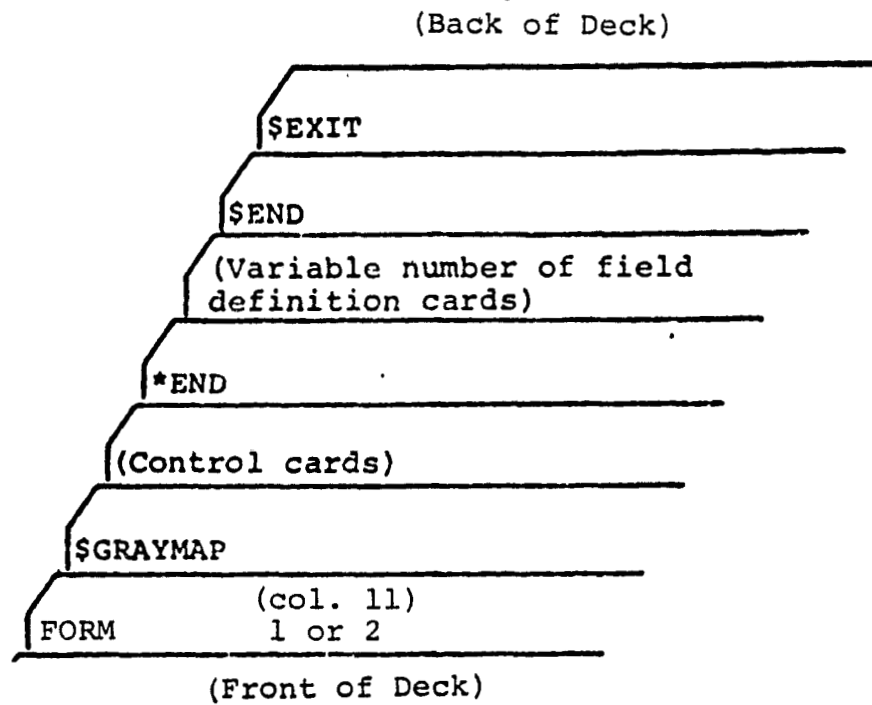 (Back of Deck)
$EXIT
$END
(Variable number of field
definition cards)
*END
(Control cards)
$GRAYMAP
(col. 11)
FORM 1 or 2
(Front of Deck)